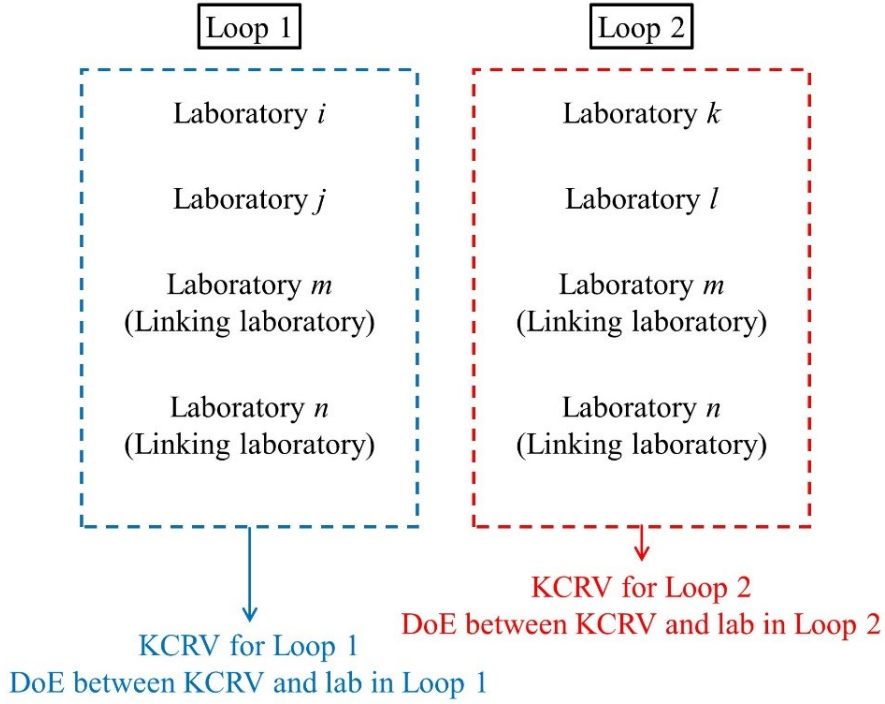 Loop 1
Laboratory i
Laboratory j
Laboratory m
(Linking laboratory)
Laboratory n
(Linking laboratory)
KCRV for Loop 1
DoE between KCRV and lab in Loop 1
Loop 2
Laboratory k
Laboratory l
Laboratory m
(Linking laboratory)
Laboratory n
(Linking laboratory)
KCRV for Loop 2
DoE between KCRV and lab in Loop 2